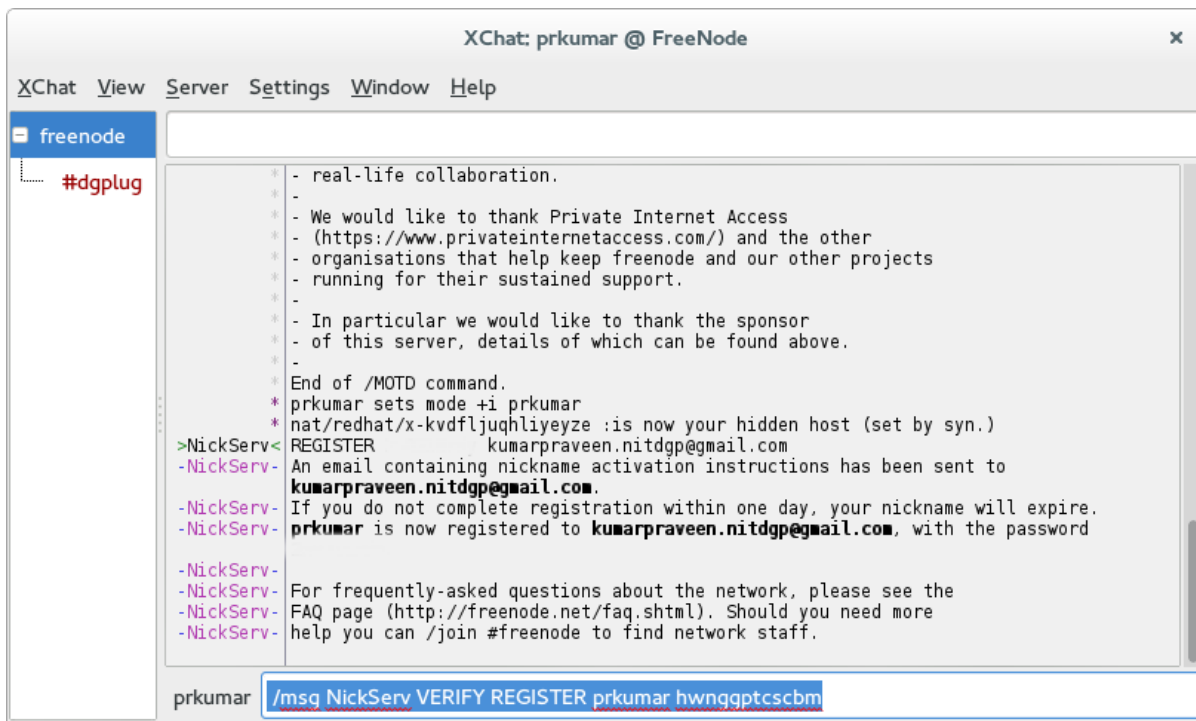 XChat: prkumar @ FreeNode ×
XChat View Server Settings Window Help
freenode
#dgplug
* - real-life collaboration.
* -
* - We would like to thank Private Internet Access
* - (https://www.privateinternetaccess.com/) and the other
* - organisations that help keep freenode and our other projects
* - running for their sustained support.
* -
* - In particular we would like to thank the sponsor
* - of this server, details of which can be found above.
* -
* End of /MOTD command.
* prkumar sets mode +i prkumar
* nat/redhat/x-kvdfljuqhliyeyze :is now your hidden host (set by syn.)
>NickServ< REGISTER kumarpraveen.nitdgp@gmail.com
-NickServ- An email containing nickname activation instructions has been sent to
kumarpraveen.nitdgp@gmail.com.
-NickServ- If you do not complete registration within one day, your nickname will expire.
-NickServ- prkumar is now registered to kumarpraveen.nitdgp@gmail.com, with the password
-NickServ-
-NickServ- For frequently-asked questions about the network, please see the
-NickServ- FAQ page (http://freenode.net/faq.shtml). Should you need more
-NickServ- help you can /join #freenode to find network staff.
prkumar /msg NickServ VERIFY REGISTER prkumar hwnggptcscbm